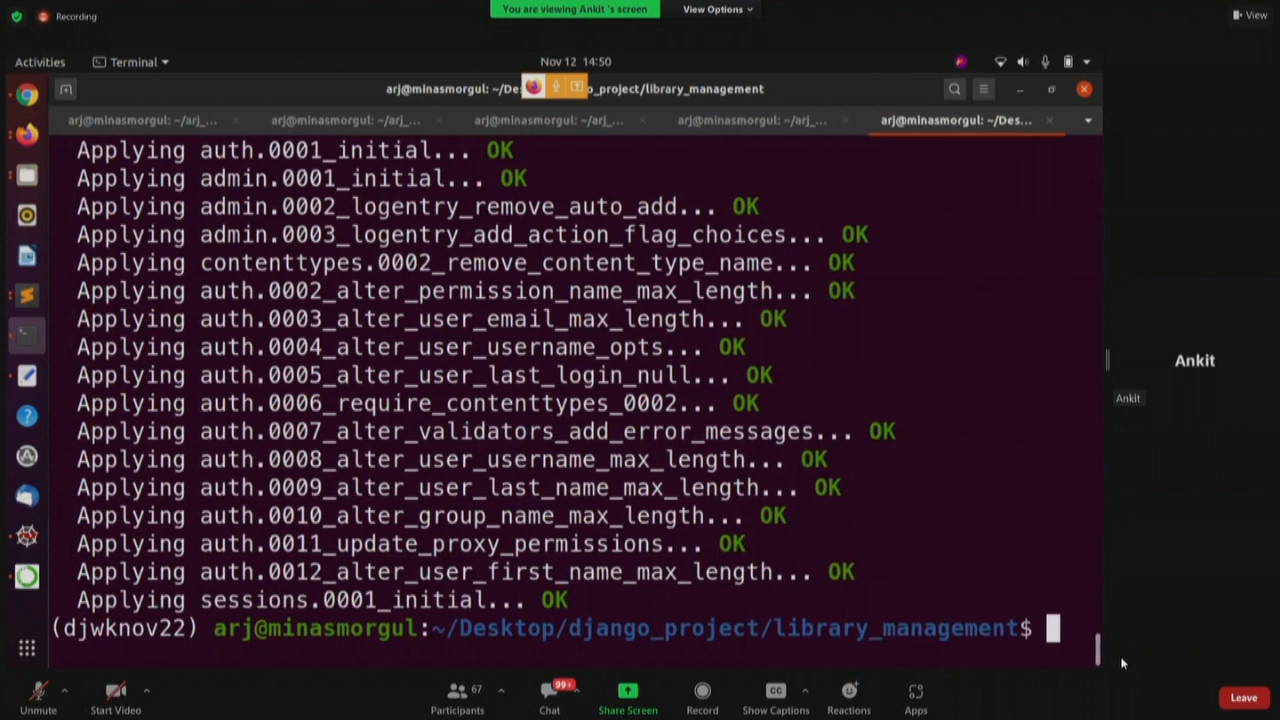 Recording
You are viewing Ankit 's screen
View Options
View
Activities
Terminal
Nov 12 14:50
arj@minasmorgul: ~/De
o_project/library_management
arj@minasmorgul: ~/arj_...
arj@minasmorgul: ~/arj_...
arj@minasmorgul: ~/arj_...
arj@minasmorgul: ~/arj_...
arj@minasmorgul: ~/Des...
Applying auth.0001_initial... OK
Applying admin.0001_initial... OK
Applying admin.0002_logentry_remove_auto_add... OK
Applying admin.0003_logentry_add_action_flag_choices... OK
Applying contenttypes.0002_remove_content_type_name... OK
Applying auth.0002_alter_permission_name_max_length... OK
Applying auth.0003_alter_user_email_max_length... OK
Applying auth.0004_alter_user_username_opts... OK
Applying auth.0005_alter_user_last_login_null... OK
Applying auth.0006_require_contenttypes_0002... OK
Applying auth.0007_alter_validators_add_error_messages... OK
Applying auth.0008_alter_user_username_max_length... OK
Applying auth.0009_alter_user_last_name_max_length... OK
Applying auth.0010_alter_group_name_max_length... OK
Applying auth.0011_update_proxy_permissions... OK
Applying auth.0012_alter_user_first_name_max_length... OK
Applying sessions.0001_initial... OK
(djwknov22) arj@minasmorgul:~/Desktop/django_project/library_management$
Ankit
Ankit
Unmute
Start Video
67
Participants
99+
Chat
Share Screen
Record
CC
Show Captions
Reactions
Apps
Leave